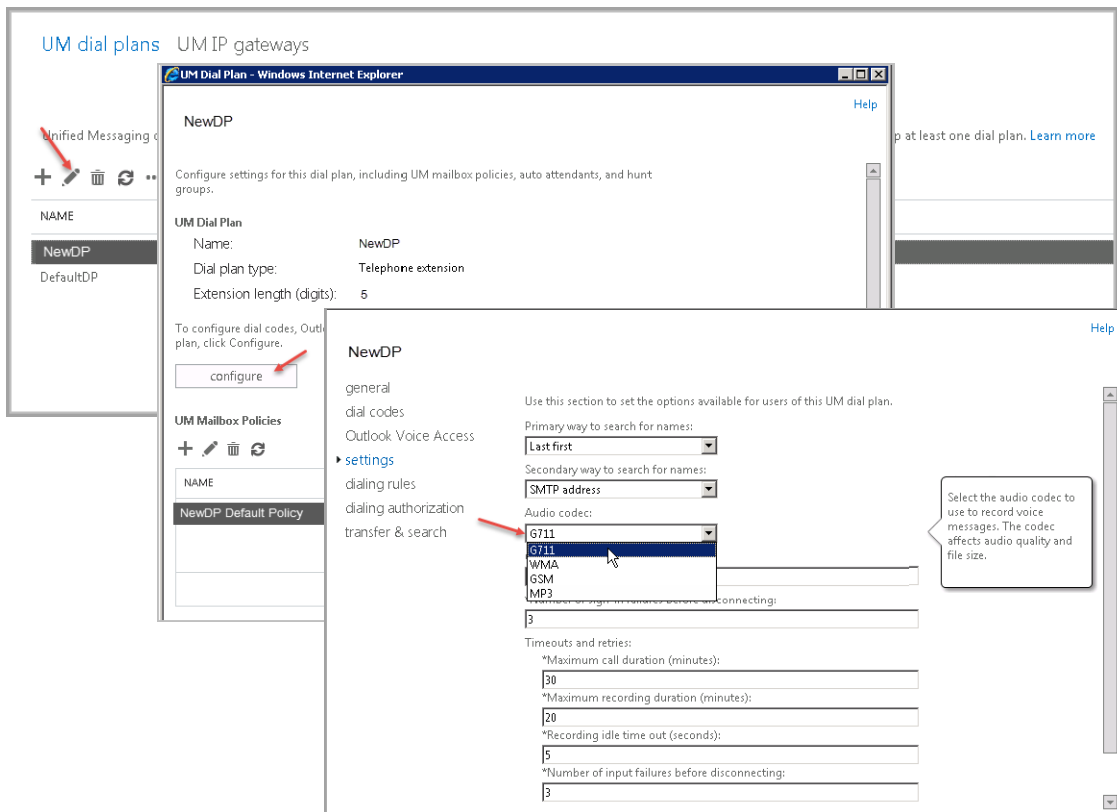 UM dial plans UM IP gateways
UM Dial Plan - Windows Internet Explorer
Help
NewDP
Unified Messaging
p at least one dial plan. Learn more
Configure settings for this dial plan, including UM mailbox policies, auto attendants, and hunt
groups.
NAME
NewDP
DefaultDP
UM Dial Plan
Name: NewDP
Dial plan type: Telephone extension
Extension length (digits): 5
To configure dial codes, Outl
plan, click Configure.
configure
UM Mailbox Policies
NAME
NewDP Default Policy
Help
NewDP
general
dial codes
Outlook Voice Access
settings
dialing rules
dialing authorization
transfer & search
Use this section to set the options available for users of this UM dial plan.
Primary way to search for names:
Last first
Secondary way to search for names:
SMTP address
Audio codec:
G711
G711
WMA
GSM
MP3
Select the audio codec to
use to record voice
messages. The codec
affects audio quality and
file size.
disconnecting:
3
Timeouts and retries:
*Maximum call duration (minutes):
30
*Maximum recording duration (minutes):
20
*Recording idle time out (seconds):
5
*Number of input failures before disconnecting:
3